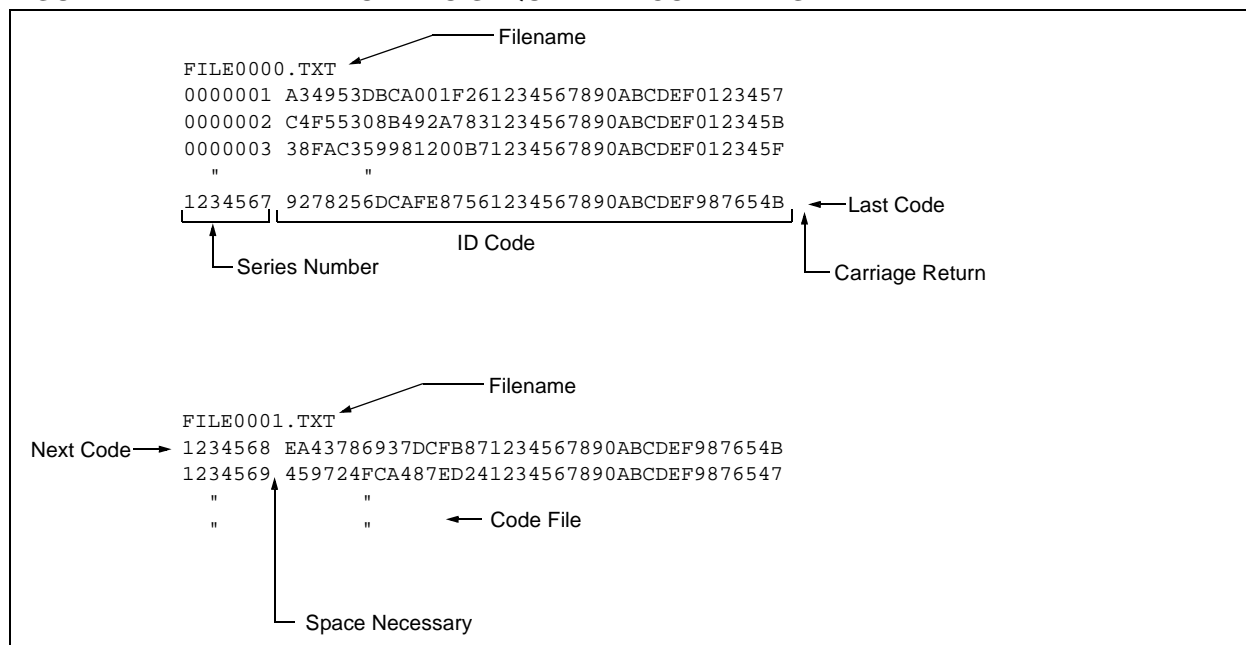 Filename
FILE0000.TXT
0000001 A34953DBCA001F261234567890ABCDEF0123457
0000002 C4F55308B492A7831234567890ABCDEF012345B
0000003 38FAC359981200B71234567890ABCDEF012345F
" "
1234567 9278256DCAFE87561234567890ABCDEF987654B
Last Code
ID Code
Series Number
Carriage Return
Filename
FILE0001.TXT
Next Code
1234568 EA43786937DCFB871234567890ABCDEF987654B
1234569 459724FCA487ED241234567890ABCDEF9876547
" "
" "
Code File
Space Necessary